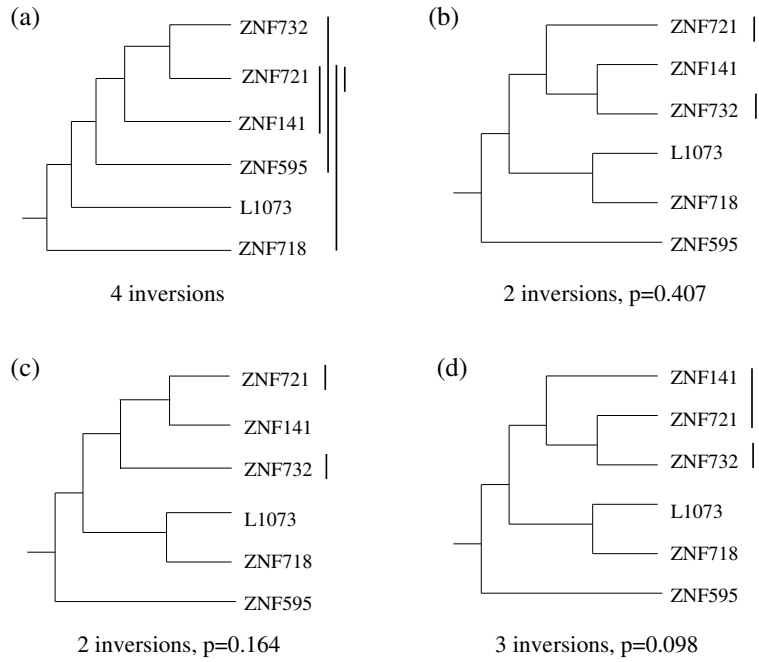 (a)
ZNF732
ZNF721
ZNF141
ZNF595
L1073
ZNF718
4 inversions
(b)
ZNF721
ZNF141
ZNF732
L1073
ZNF718
ZNF595
2 inversions, p=0.407
(c)
ZNF721
ZNF141
ZNF732
L1073
ZNF718
ZNF595
2 inversions, p=0.164
(d)
ZNF141
ZNF721
ZNF732
L1073
ZNF718
ZNF595
3 inversions, p=0.098